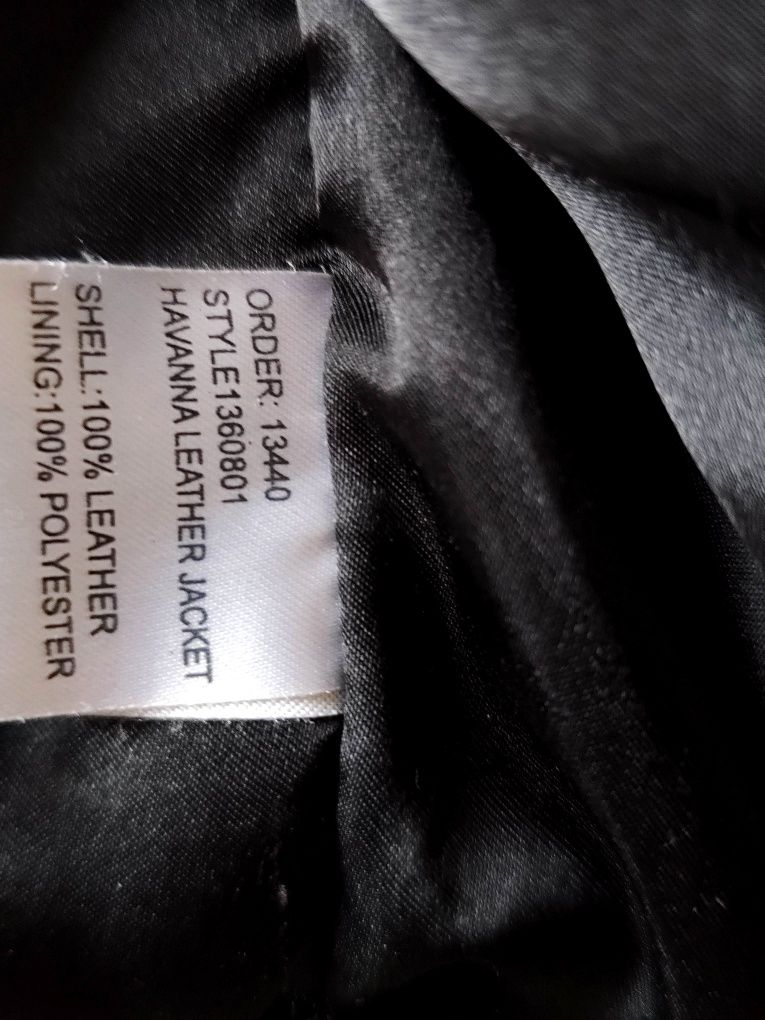 ORDER: 13440
STYLE1360801
HAVANNA LEATHER JACKET
SHELL:100% LEATHER
LINING:100% POLYESTER